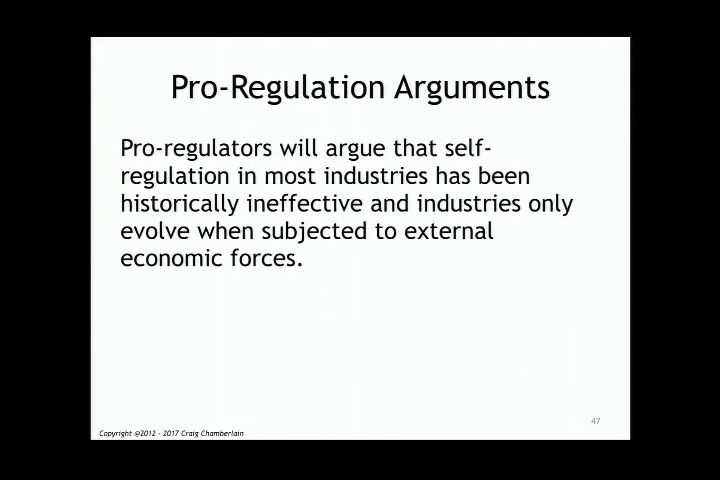 Pro-Regulation Arguments
Pro-regulators will argue that self-
regulation in most industries has been
historically ineffective and industries only
evolve when subjected to external
economic forces.
47
Copyright @2012 - 2017 Craig Chamberlain